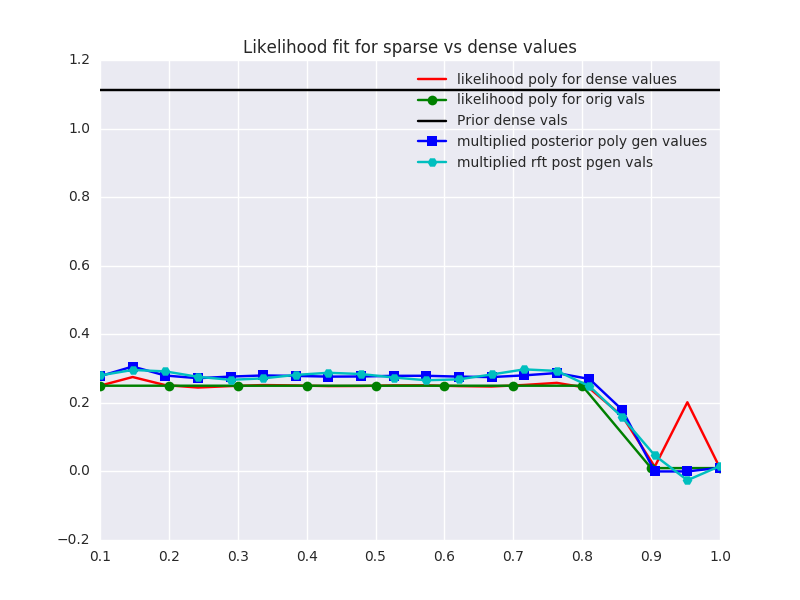 Likelihood fit for sparse vs dense values
1.2
likelihood poly for dense values
likelihood poly for orig vals
Prior dense vals
multiplied posterior poly gen values
multiplied rft post pgen vals
1.0
0.8
0.6
0.4
0.2
0.0
−0.2
0.1 0.2 0.3 0.4 0.5 0.6 0.7 0.8 0.9 1.0